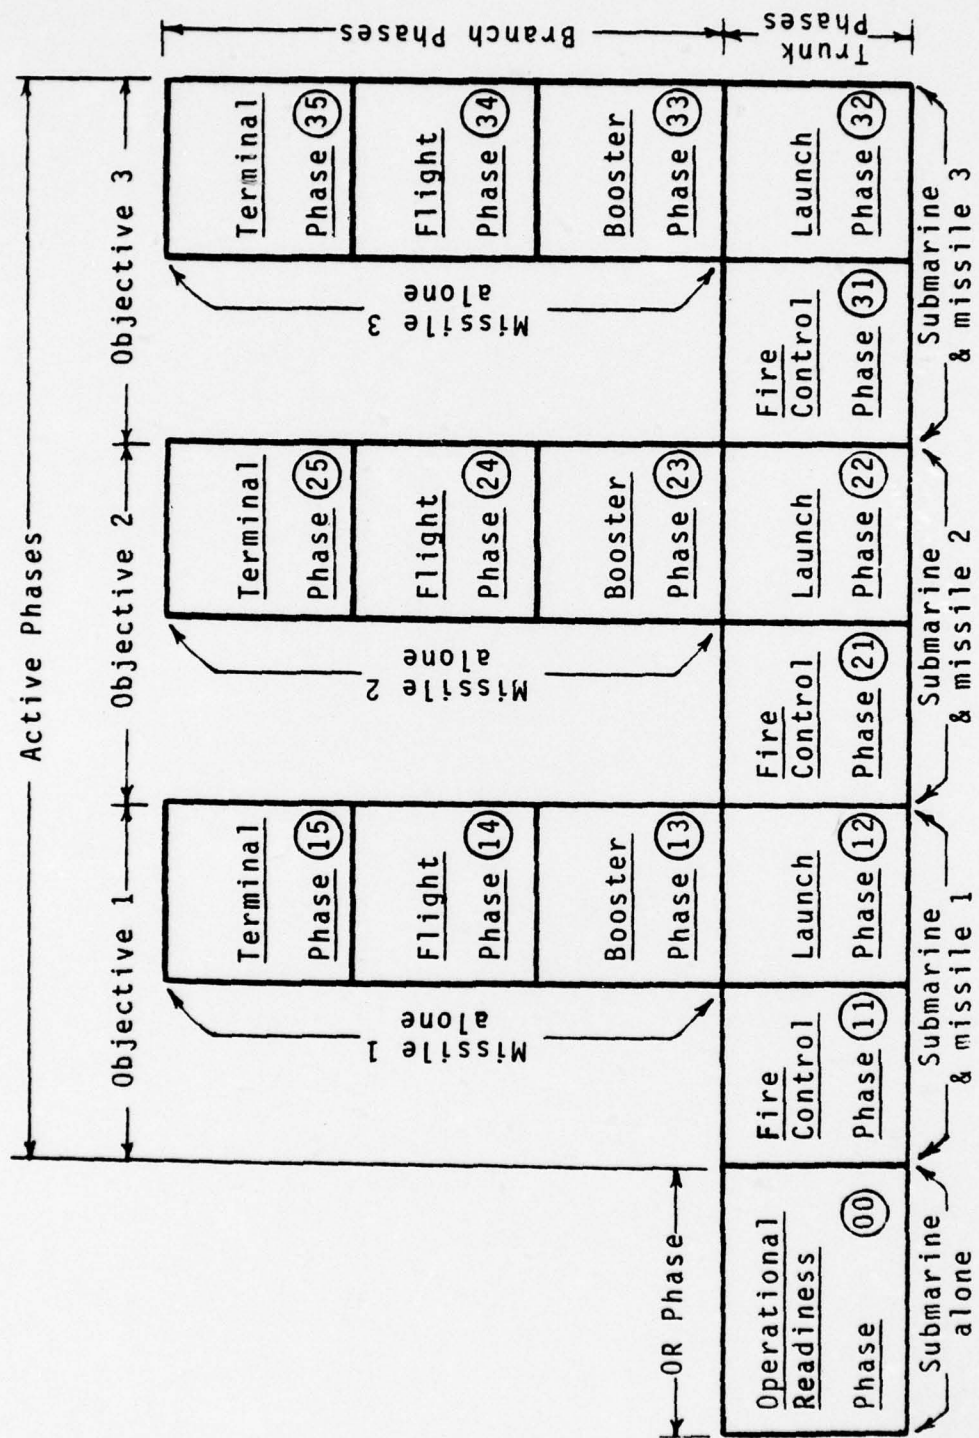 Active Phases
Objective 1
Objective 2
Objective 3
Terminal
Phase 15
Flight
Phase 14
Booster
Phase 13
Missile 1
alone
Terminal
Phase 25
Flight
Phase 24
Booster
Phase 23
Missile 2
alone
Terminal
Phase 35
Flight
Phase 34
Booster
Phase 33
Missile 3
alone
Branch Phases
Trunk
Phases
OR Phase
Operational
Readiness
Phase 00
Fire
Control
Phase 11
Launch
Phase 12
Fire
Control
Phase 21
Launch
Phase 22
Fire
Control
Phase 31
Launch
Phase 32
Submarine
alone
Submarine
& missile 1
Submarine
& missile 2
Submarine
& missile 3